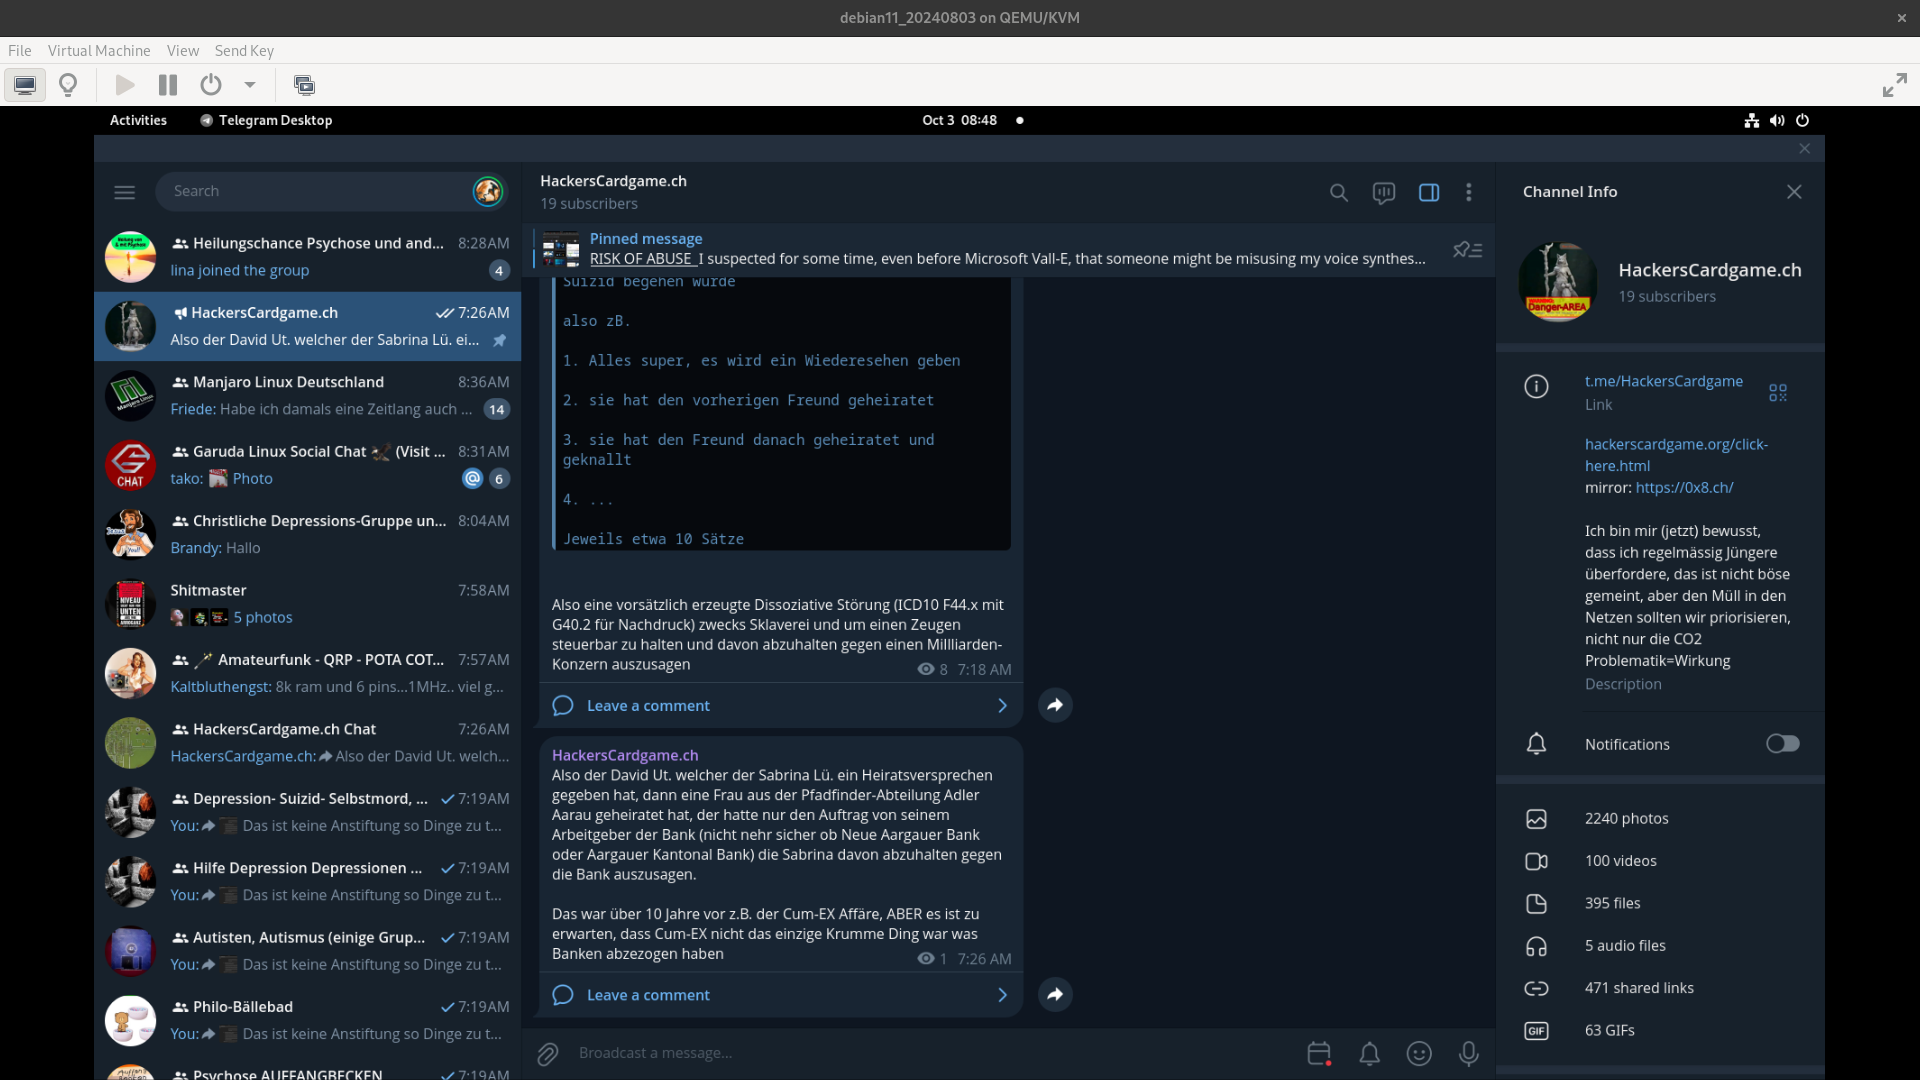 debian11_20240803 on QEMU/KVM
File Virtual Machine View Send Key
Activities Telegram Desktop Oct 3 08:48
Search
Heilungschance Psychose und and... 8:28AM
lina joined the group 4
HackersCardgame.ch 7:26AM
Also der David Ut. welcher der Sabrina Lü. ei...
Manjaro Linux Deutschland 8:36AM
Friede: Habe ich damals eine Zeitlang auch ... 14
Garuda Linux Social Chat (Visit ... 8:31AM
tako: Photo @ 6
CHAT
Christliche Depressions-Gruppe un... 8:04AM
Brandy: Hallo
Shitmaster 7:58AM
5 photos
Amateurfunk - QRP - POTA COT... 7:57AM
Kaltbluthengst: 8k ram und 6 pins...1MHz.. viel g...
HackersCardgame.ch Chat 7:26AM
HackersCardgame.ch: Also der David Ut. welch...
Depression- Suizid- Selbstmord, ... 7:19AM
You: Das ist keine Anstiftung so Dinge zu t...
Hilfe Depression Depressionen ... 7:19AM
You: Das ist keine Anstiftung so Dinge zu t...
Autisten, Autismus (einige Grup... 7:19AM
You: Das ist keine Anstiftung so Dinge zu t...
Philo-Bällebad 7:19AM
You: Das ist keine Anstiftung so Dinge zu t...
Psychose AUFFANGBECKEN 7:19AM
HackersCardgame.ch
19 subscribers
Pinned message
RISK OF ABUSE I suspected for some time, even before Microsoft Vall-E, that someone might be misusing my voice synthes...
Suizid begehen würde
also zB.
1. Alles super, es wird ein Wiederesehen geben
2. sie hat den vorherigen Freund geheiratet
3. sie hat den Freund danach geheiratet und
geknallt
4. ...
Jeweils etwa 10 Sätze
Also eine vorsätzlich erzeugte Dissoziative Störung (ICD10 F44.x mit
G40.2 für Nachdruck) zwecks Sklaverei und um einen Zeugen
steuerbar zu halten und davon abzuhalten gegen einen Millliarden-
Konzern auszusagen 8 7:18 AM
Leave a comment
HackersCardgame.ch
Also der David Ut. welcher der Sabrina Lü. ein Heiratsversprechen
gegeben hat, dann eine Frau aus der Pfadfinder-Abteilung Adler
Aarau geheiratet hat, der hatte nur den Auftrag von seinem
Arbeitgeber der Bank (nicht nehr sicher ob Neue Aargauer Bank
oder Aargauer Kantonal Bank) die Sabrina davon abzuhalten gegen
die Bank auszusagen.
Das war über 10 Jahre vor z.B. der Cum-EX Affäre, ABER es ist zu
erwarten, dass Cum-EX nicht das einzige Krumme Ding war was
Banken abzezogen haben 1 7:26 AM
Leave a comment
Broadcast a message...
Channel Info
HackersCardgame.ch
19 subscribers
Danger-AREA
t.me/HackersCardgame
Link
hackerscardgame.org/click-
here.html
mirror: https://0x8.ch/
Ich bin mir (jetzt) bewusst,
dass ich regelmässig Jüngere
überfordere, das ist nicht böse
gemeint, aber den Müll in den
Netzen sollten wir priorisieren,
nicht nur die CO2
Problematik=Wirkung
Description
Notifications
2240 photos
100 videos
395 files
5 audio files
471 shared links
GIF 63 GIFs